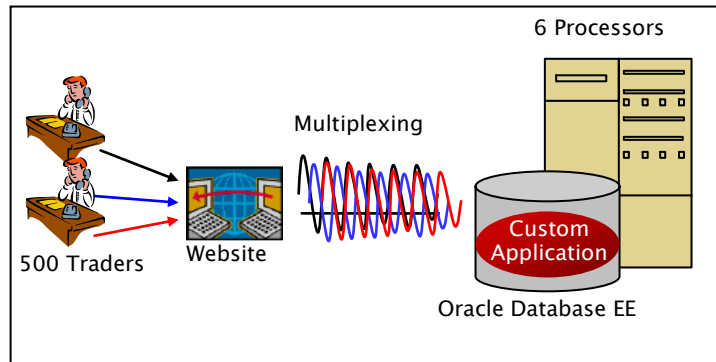 6 Processors
Multiplexing
500 Traders
Website
Custom
Application
Oracle Database EE